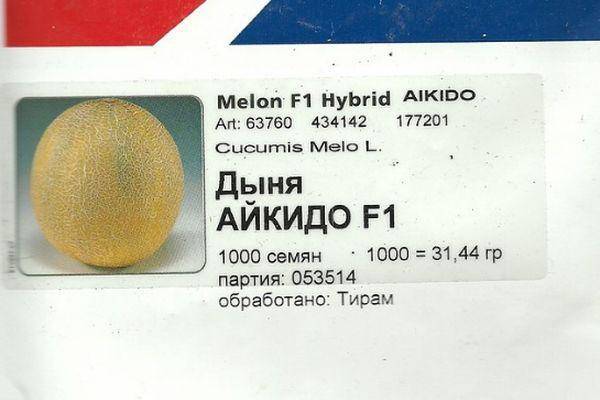 Melon F1 Hybrid AIKIDO
Art: 63760 434142 177201
Cucumis Melo L.
Дыня
АЙКИДО F1
1000 семян 1000 = 31,44 гр
партия: 053514
обработано: Тирам